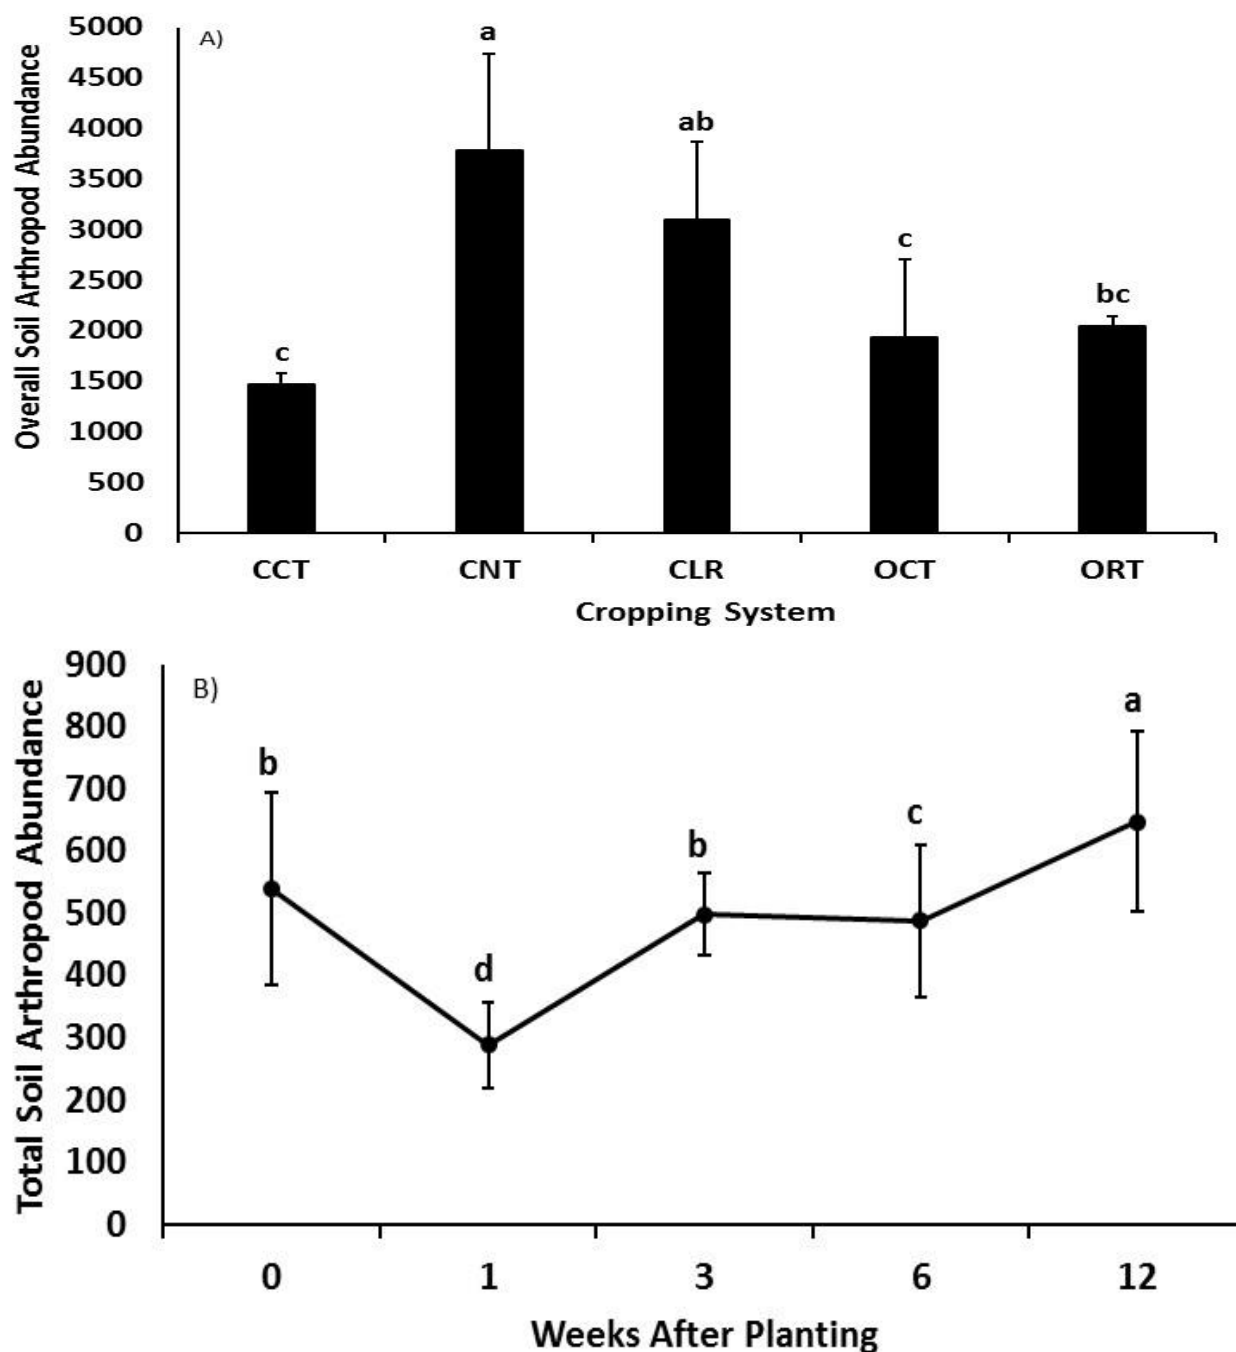 A)
Overall Soil Arthropod Abundance
5000
4500
4000
3500
3000
2500
2000
1500
1000
500
0
c
a
ab
c
bc
CCT CNT CLR OCT ORT
Cropping System
B)
Total Soil Arthropod Abundance
900
800
700
600
500
400
300
200
100
0
b
d
b
c
a
0 1 3 6 12
Weeks After Planting